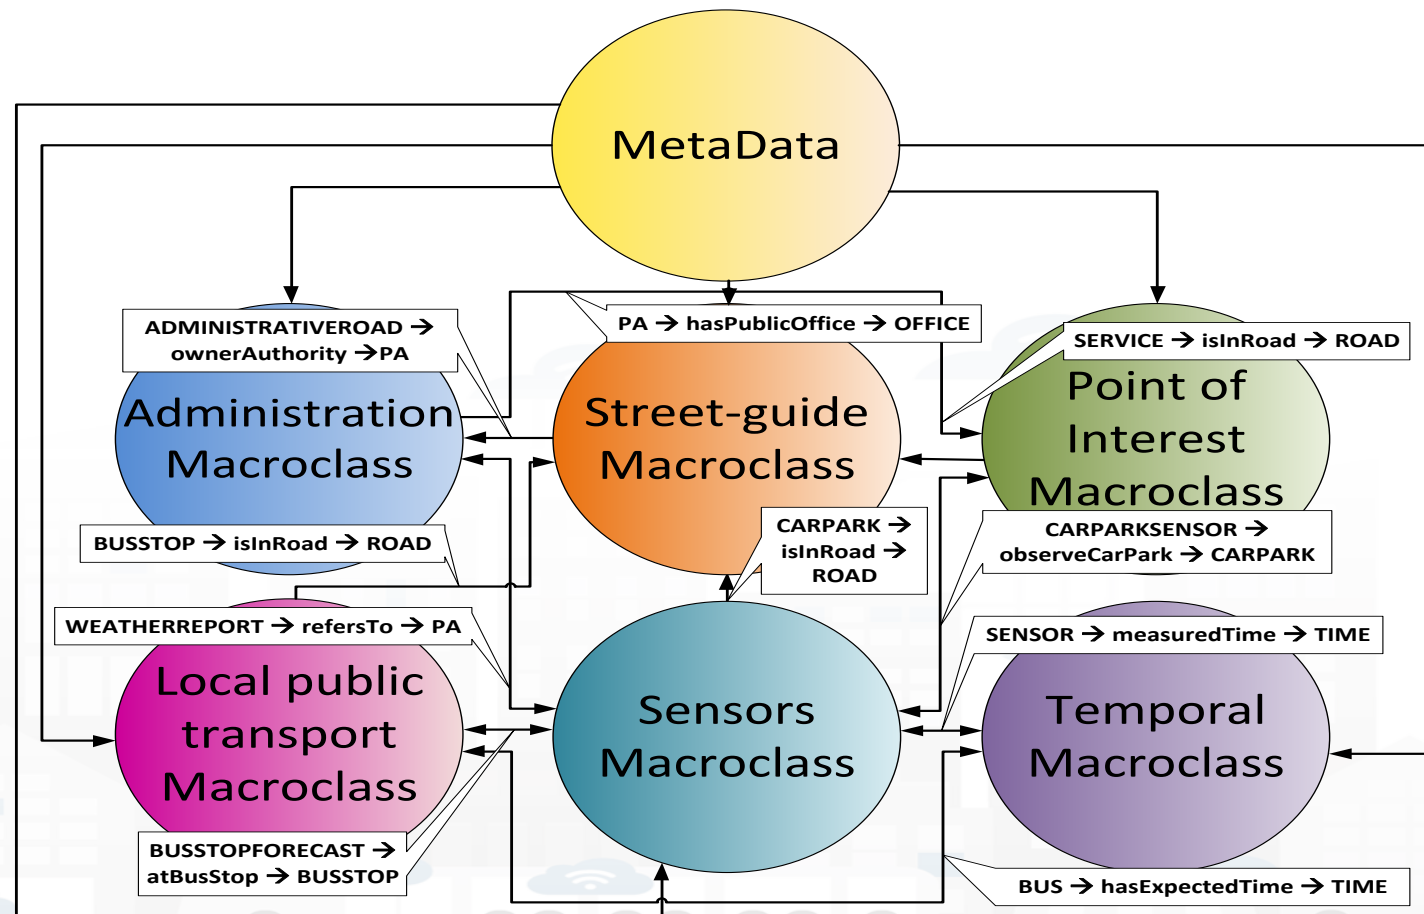 MetaData
ADMINISTRATIVEROAD →
ownerAuthority →PA
PA → hasPublicOffice → OFFICE
SERVICE → isInRoad → ROAD
Administration
Macroclass
Street-guide
Macroclass
Point of
Interest
Macroclass
BUSSTOP → isInRoad → ROAD
CARPARK →
isInRoad →
ROAD
CARPARKSENSOR →
observeCarPark → CARPARK
WEATHERREPORT → refersTo → PA
SENSOR → measuredTime → TIME
Local public
transport
Macroclass
Sensors
Macroclass
Temporal
Macroclass
BUSSTOPFORECAST →
atBusStop → BUSSTOP
BUS → hasExpectedTime → TIME